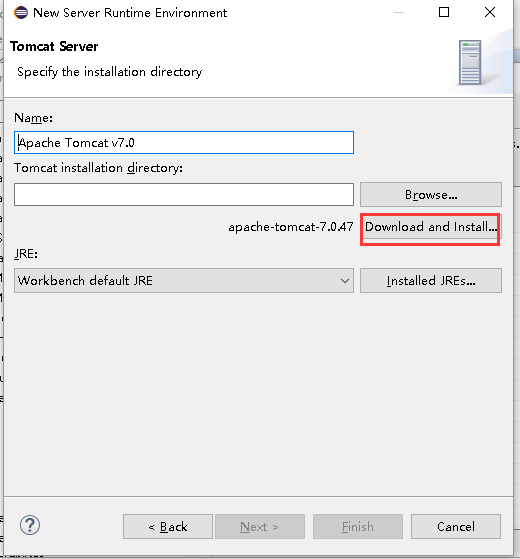 New Server Runtime Environment
Tomcat Server
Specify the installation directory
Name:
Apache Tomcat v7.0
Tomcat installation directory:
Browse...
apache-tomcat-7.0.47 Download and Install...
JRE:
Workbench default JRE Installed JREs...
?
< Back Next > Finish Cancel